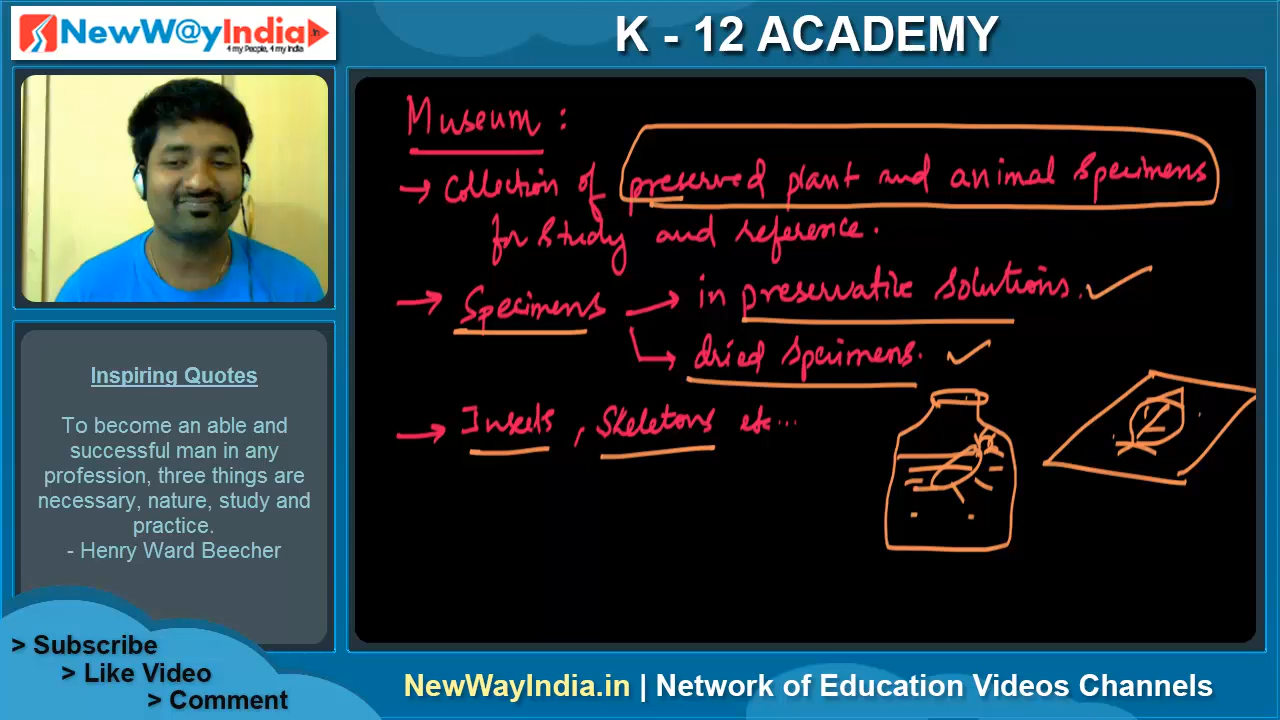 NewW@yIndia.in
4 my People, 4 my India
K - 12 ACADEMY
Museum :
→ Collection of preserved plant and animal specimens
for study and reference.
→ Specimens → in preservative solutions.
→ dried specimens.
→ Insects, Skeletons etc...
Inspiring Quotes
To become an able and
successful man in any
profession, three things are
necessary, nature, study and
practice.
- Henry Ward Beecher
> Subscribe
> Like Video
> Comment
NewWayIndia.in | Network of Education Videos Channels